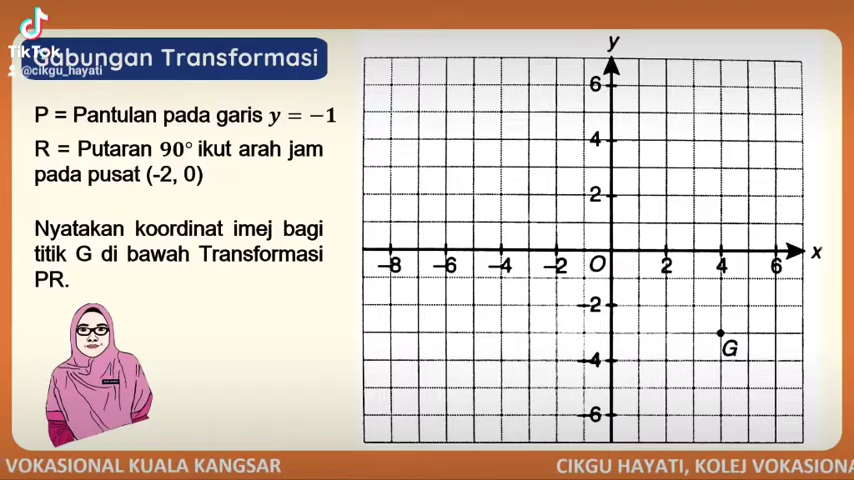 TikTok
@cikgu_hayati
Gabungan Transformasi
P = Pantulan pada garis y = −1
R = Putaran 90° ikut arah jam
pada pusat (-2, 0)
Nyatakan koordinat imej bagi
titik G di bawah Transformasi
PR.
y
6
4
2
−8 −6 −4 −2 O 2 4 6 x
−2
G
−4
−6
VOKASIONAL KUALA KANGSAR
CIKGU HAYATI, KOLEJ VOKASIONA